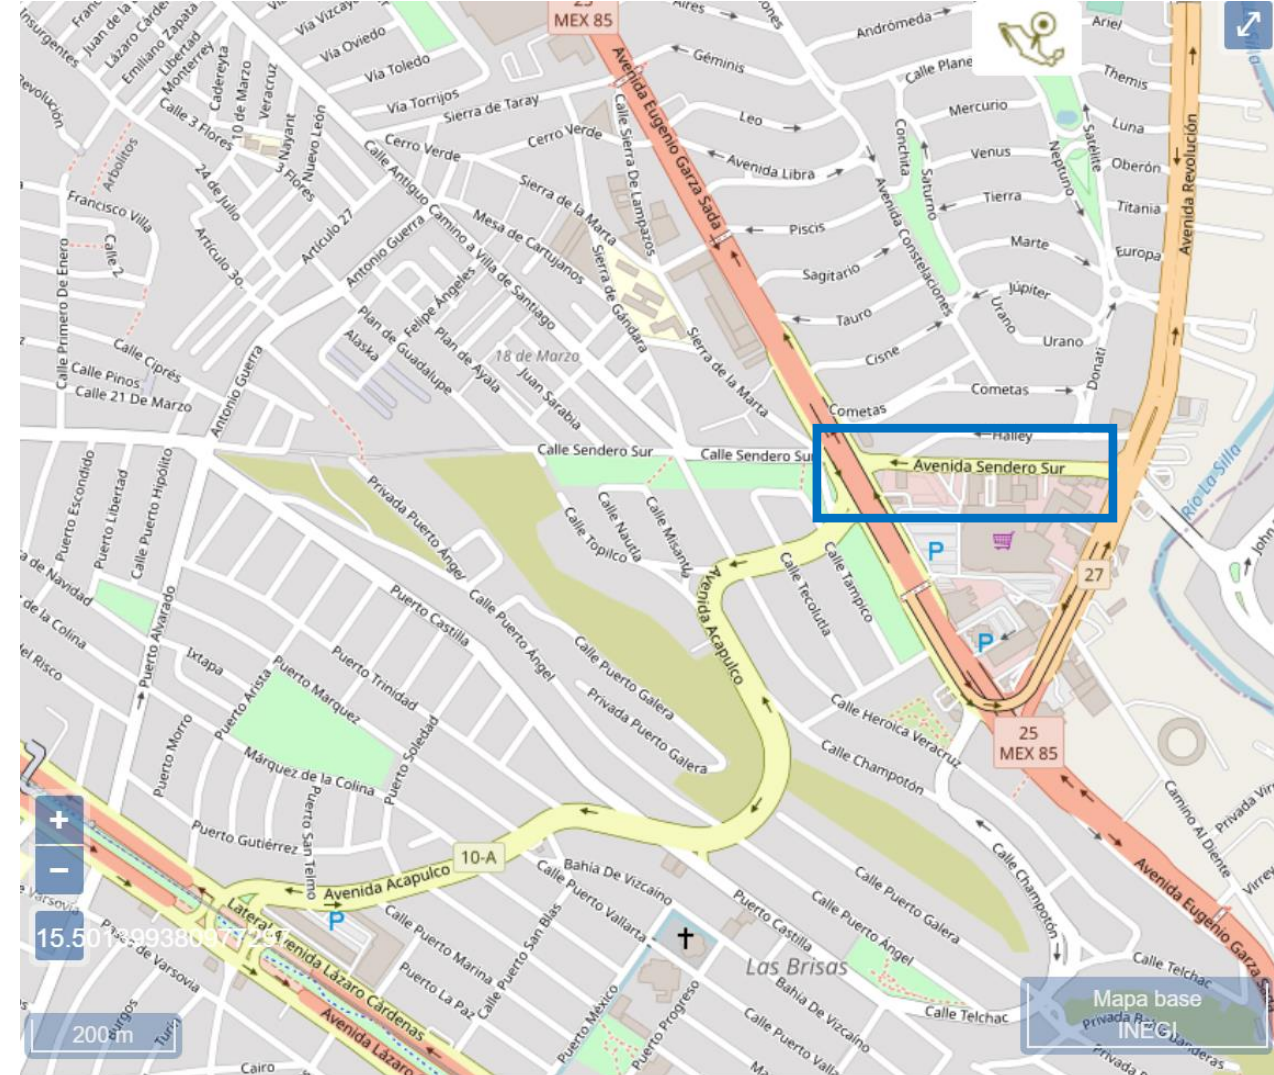 25
MEX 85
Vía Vizcay
Vía Oviedo
Vía Toledo
Vía Torrijos
Sierra de Taray
Cerro Verde
Cerro Verde
Insurgentes
Juan de la
Lázaro Cárde
Emiliano Zapata
Libertad
Monterrey
Cadereyta
10 de Marzo
Veracruz
Nayarit
Nuevo León
Calle 3 Flores
3 Flores
24 de Julio
Artículo 27
Artículo 30.
Arbolitos
Revolución
Francisco Villa
Calle 2
Calle Primero De Enero
Calle Antiguo Camino a Villa de Santiago
Antonio Guerra
Antonio Guerra
Mesa de Cartujanos
Sierra de la Marta
Sierra de la Marta
Sierra de Gándara
Calle Sierra De Lampazos
Avenida Eugenio Garza Sada
Aires
Géminis
Leo
Avenida Libra
Piscis
Sagitario
Tauro
Cisne
Cometas
Cometas
Halley
Andrómeda
Calle Plane
Ariel
Themis
Mercurio
Luna
Venus
Oberón
Tierra
Titania
Marte
Europa
Júpiter
Urano
Urano
Donati
Conchita
Saturno
Neptuno
Satélite
Avenida Constelaciones
Avenida Revolución
Felipe Ángeles
Plan de Guadalupe
Plan de Ayala
Alaska
Juan Sarabia
18 de Marzo
Calle Ciprés
Calle Pinos
Calle 21 De Marzo
Calle Sendero Sur
Calle Sendero Sur
Avenida Sendero Sur
Río La Silla
John
27
P
P
Puerto Escondido
Puerto Libertad
Calle Puerto Hipólito
Privada Puerto Ángel
Calle Puerto Ángel
Calle Topilco
Calle Nautla
Calle Misantla
Avenida Acapulco
Calle Tecolutla
Calle Tampico
a de Navidad
de la Colina
el Risco
Puerto Alvarado
Ixtapa
Puerto Castilla
Puerto Trinidad
Puerto Marquez
Puerto Arista
Puerto Soledad
Puerto Morro
Márquez de la Colina
Puerto San Telmo
Puerto Gutiérrez
Calle Puerto Galera
Privada Puerto Galera
Calle Heroica Veracruz
Calle Champotón
Calle Champotón
25
MEX 85
Camino Al Diente
Privada Vir
Virrey
Avenida Eugenio Garza Sada
10-A
Avenida Acapulco
P
Lateral Avenida Lázaro Cárdenas
Avenida Lázaro
Bahía De Vizcaíno
Calle Puerto Vallarta
Calle Puerto San Blas
Calle Puerto Marina
Puerto La Paz
Puerto México
Puerto Progreso
Puerto Castilla
Calle Puerto Ángel
Calle Puerto Galera
Las Brisas
Bahía De Vizcaíno
Calle Puerto Valla
Calle Telchac
Calle Telchac
e Varsovia
de Varsovia
Burgos
Turín
Cairo
+
−
200 m
Mapa base
INEGI